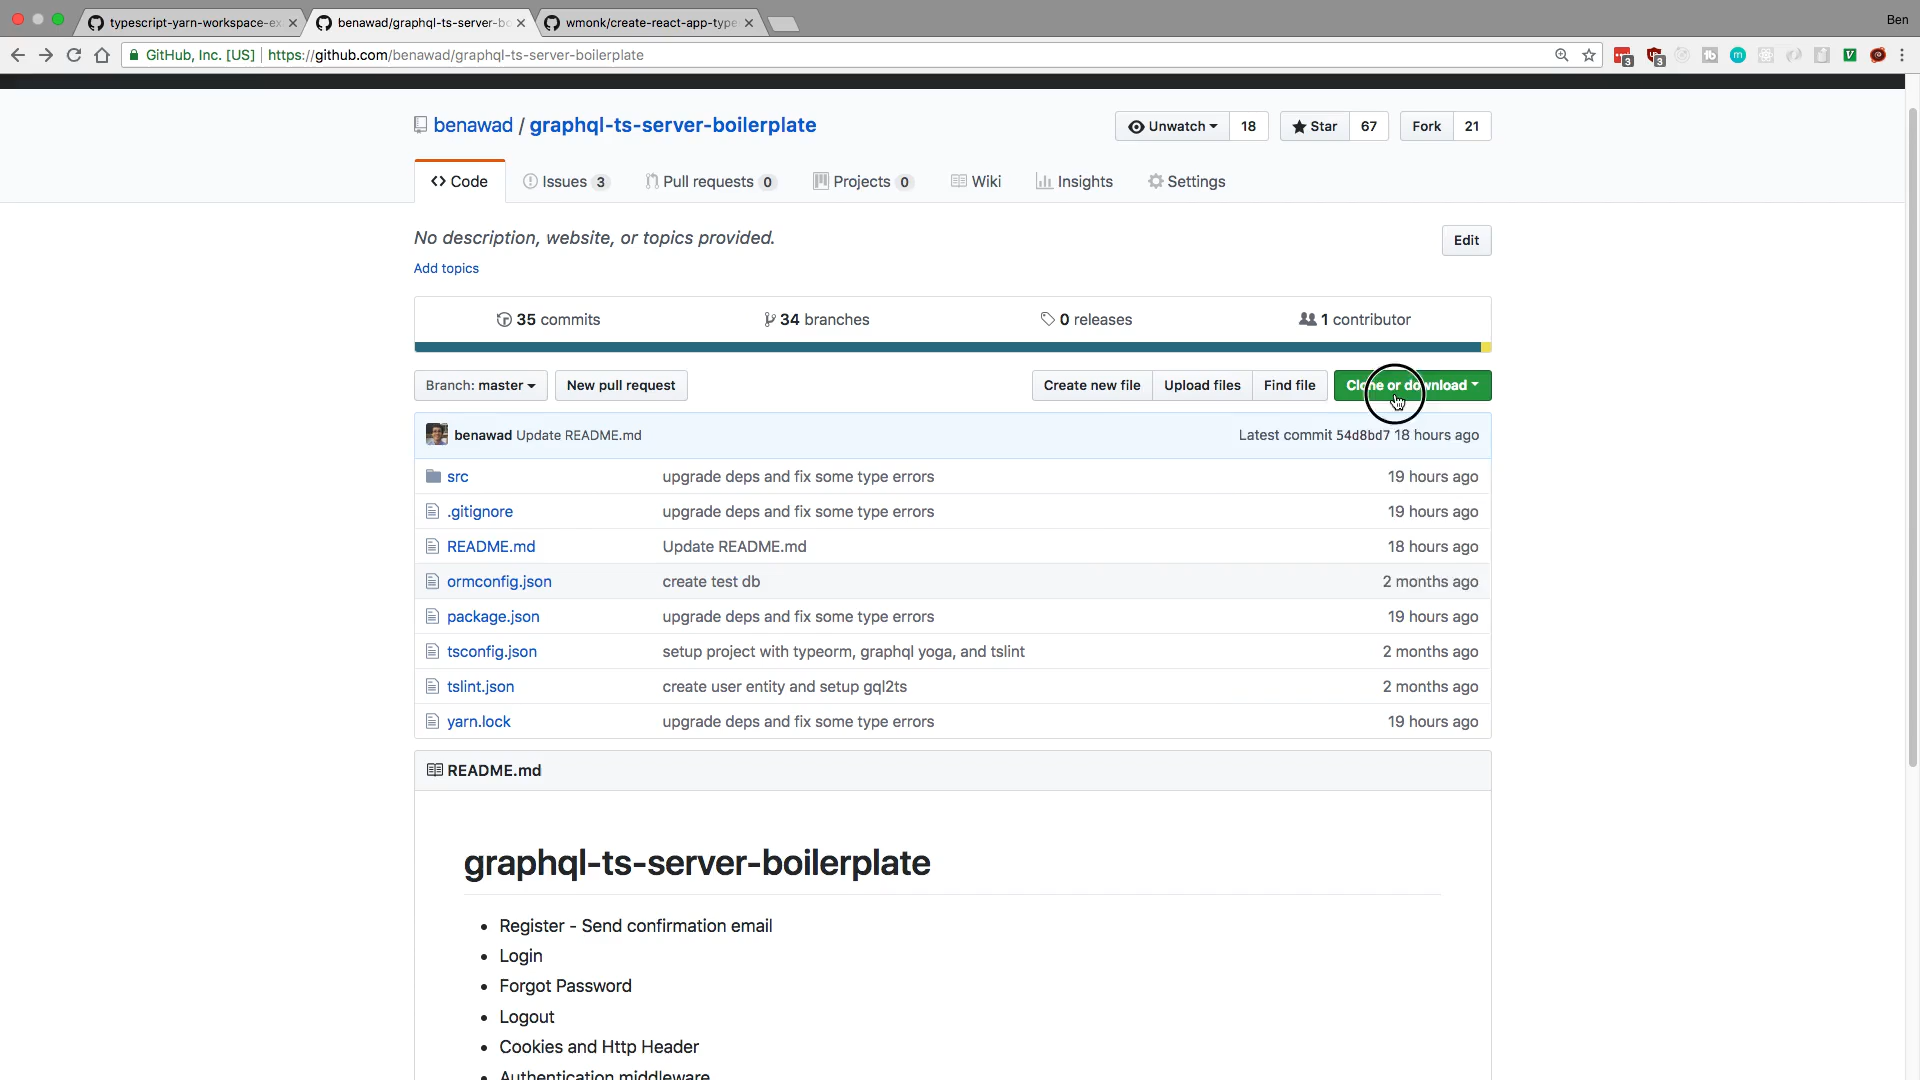 typescript-yarn-workspace-ex
benawad/graphql-ts-server-bo
wmonk/create-react-app-type
Ben
GitHub, Inc. [US] https://github.com/benawad/graphql-ts-server-boilerplate
3 3
benawad / graphql-ts-server-boilerplate
Unwatch 18 Star 67 Fork 21
Code Issues 3 Pull requests 0 Projects 0 Wiki Insights Settings
No description, website, or topics provided.
Edit
Add topics
35 commits 34 branches 0 releases 1 contributor
Branch: master New pull request Create new file Upload files Find file Clone or download
benawad Update README.md Latest commit 54d8bd7 18 hours ago
src upgrade deps and fix some type errors 19 hours ago
.gitignore upgrade deps and fix some type errors 19 hours ago
README.md Update README.md 18 hours ago
ormconfig.json create test db 2 months ago
package.json upgrade deps and fix some type errors 19 hours ago
tsconfig.json setup project with typeorm, graphql yoga, and tslint 2 months ago
tslint.json create user entity and setup gql2ts 2 months ago
yarn.lock upgrade deps and fix some type errors 19 hours ago
README.md
graphql-ts-server-boilerplate
• Register - Send confirmation email
• Login
• Forgot Password
• Logout
• Cookies and Http Header
• Authentication middleware